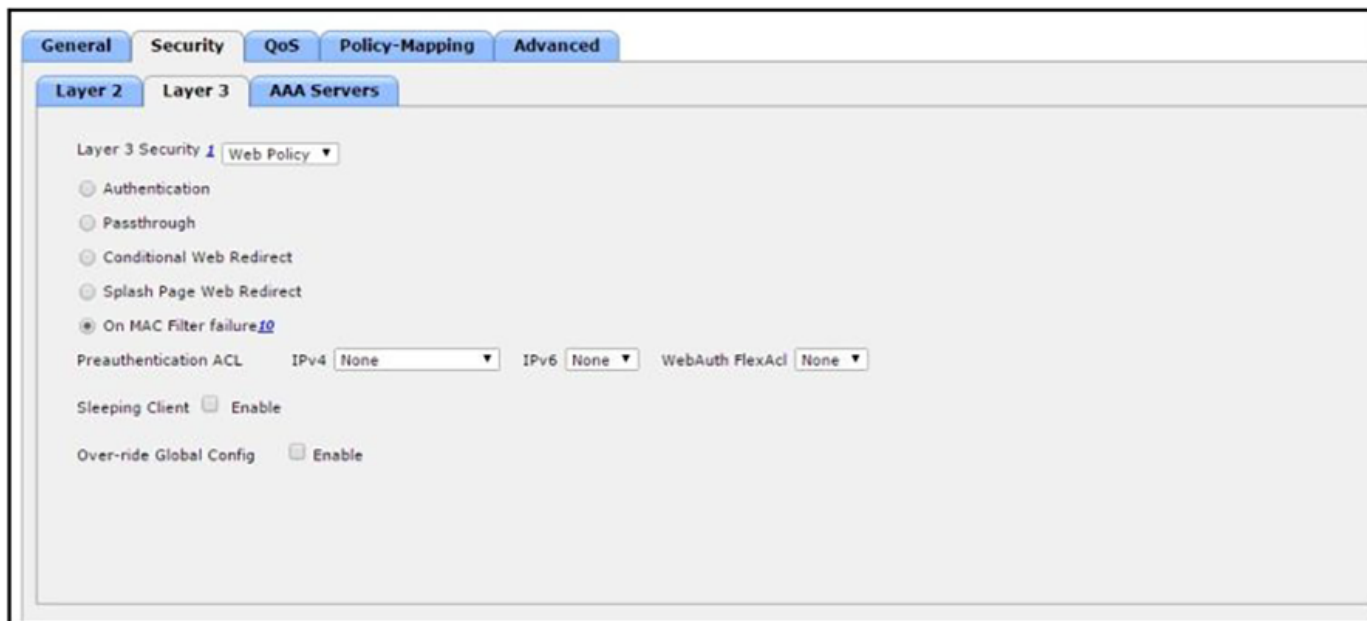 General Security QoS Policy-Mapping Advanced
Layer 2 Layer 3 AAA Servers
Layer 3 Security 1 Web Policy
Authentication
Passthrough
Conditional Web Redirect
Splash Page Web Redirect
On MAC Filter failure10
Preauthentication ACL IPv4 None IPv6 None WebAuth FlexAcl None
Sleeping Client Enable
Over-ride Global Config Enable